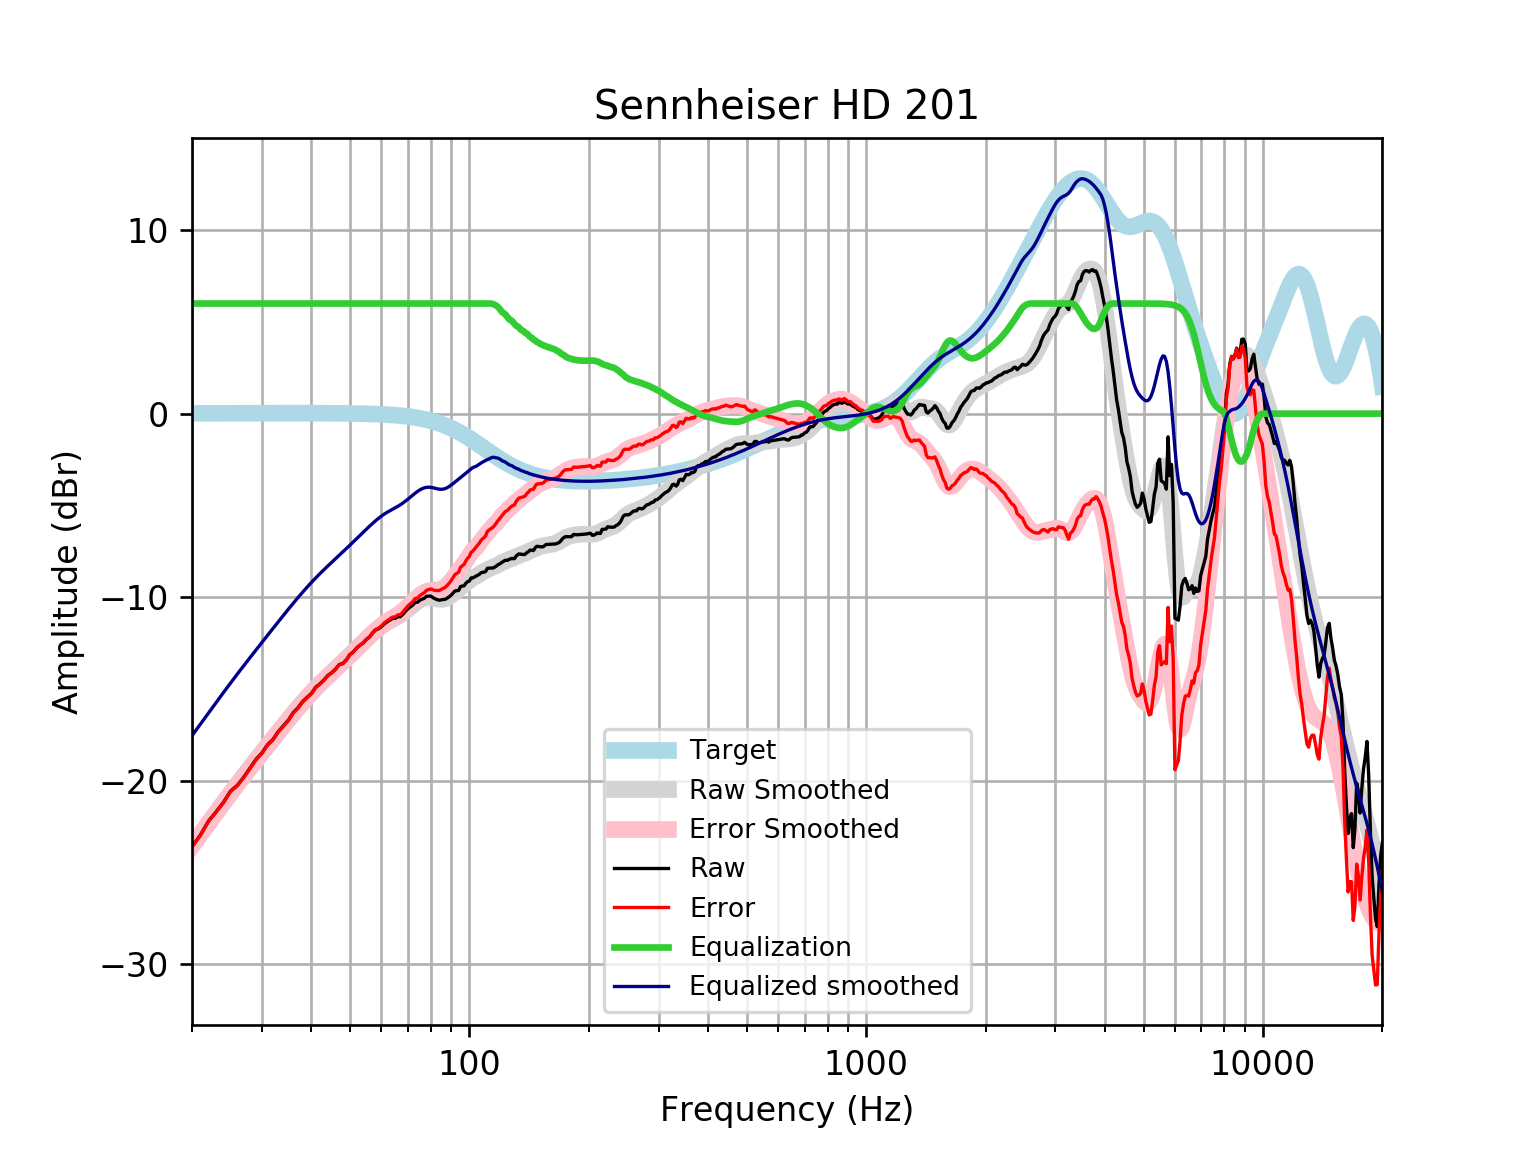 Sennheiser HD 201
Amplitude (dBr)
10
0
−10
−20
−30
Target
Raw Smoothed
Error Smoothed
Raw
Error
Equalization
Equalized smoothed
100 1000 10000
Frequency (Hz)